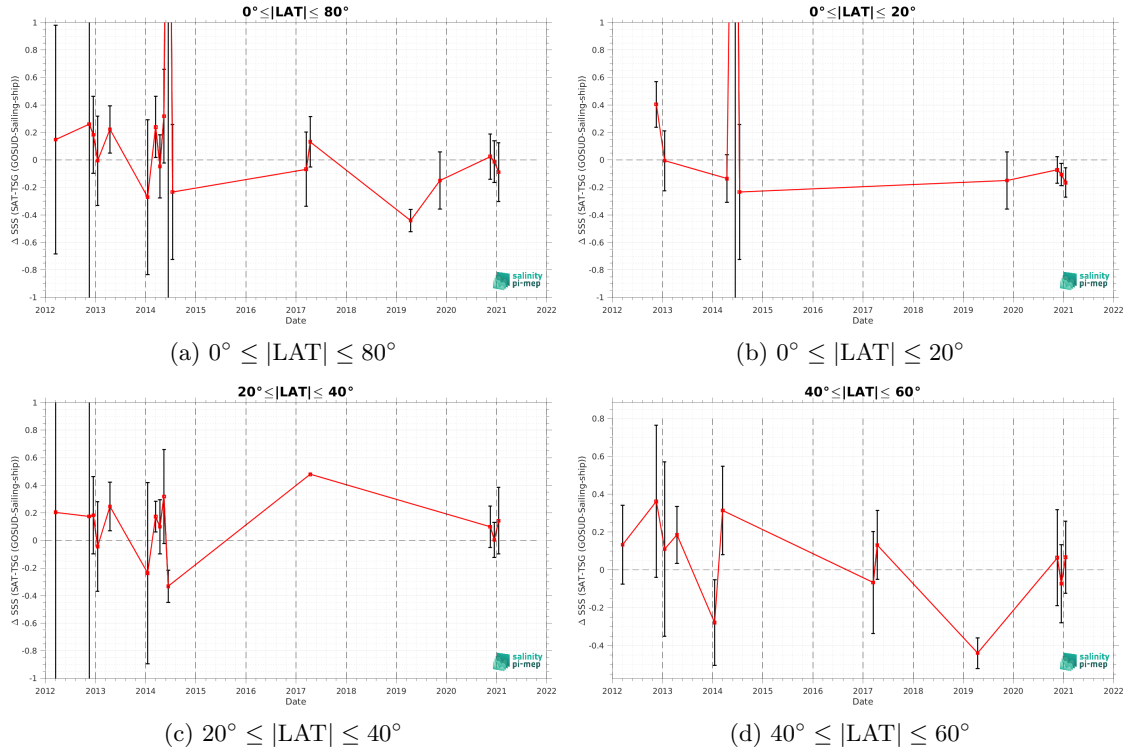 0°≤|LAT|≤ 80°
Δ SSS (SAT-TSG (GOSUD-Sailing-ship))
1
0.8
0.6
0.4
0.2
0
-0.2
-0.4
-0.6
-0.8
-1
2012 2013 2014 2015 2016 2017 2018 2019 2020 2021 2022
Date
salinity
pi-mep
(a) 0° ≤ |LAT| ≤ 80°
0°≤|LAT|≤ 20°
Δ SSS (SAT-TSG (GOSUD-Sailing-ship))
1
0.8
0.6
0.4
0.2
0
-0.2
-0.4
-0.6
-0.8
-1
2012 2013 2014 2015 2016 2017 2018 2019 2020 2021 2022
Date
salinity
pi-mep
(b) 0° ≤ |LAT| ≤ 20°
20°≤|LAT|≤ 40°
Δ SSS (SAT-TSG (GOSUD-Sailing-ship))
1
0.8
0.6
0.4
0.2
0
-0.2
-0.4
-0.6
-0.8
-1
2012 2013 2014 2015 2016 2017 2018 2019 2020 2021 2022
Date
salinity
pi-mep
(c) 20° ≤ |LAT| ≤ 40°
40°≤|LAT|≤ 60°
Δ SSS (SAT-TSG (GOSUD-Sailing-ship))
0.8
0.6
0.4
0.2
0
-0.2
-0.4
2012 2013 2014 2015 2016 2017 2018 2019 2020 2021 2022
Date
salinity
pi-mep
(d) 40° ≤ |LAT| ≤ 60°